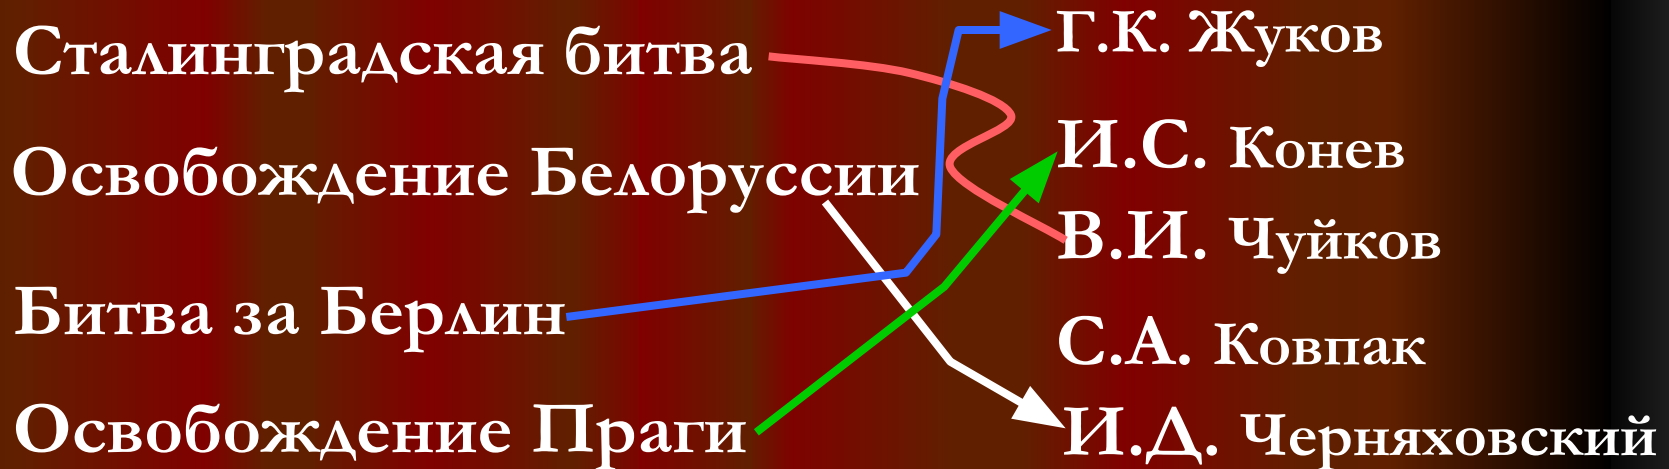 Сталинградская битва
Освобождение Белоруссии
Битва за Берлин
Освобождение Праги
Г.К. Жуков
И.С. Конев
В.И. Чуйков
С.А. Ковпак
И.Д. Черняховский